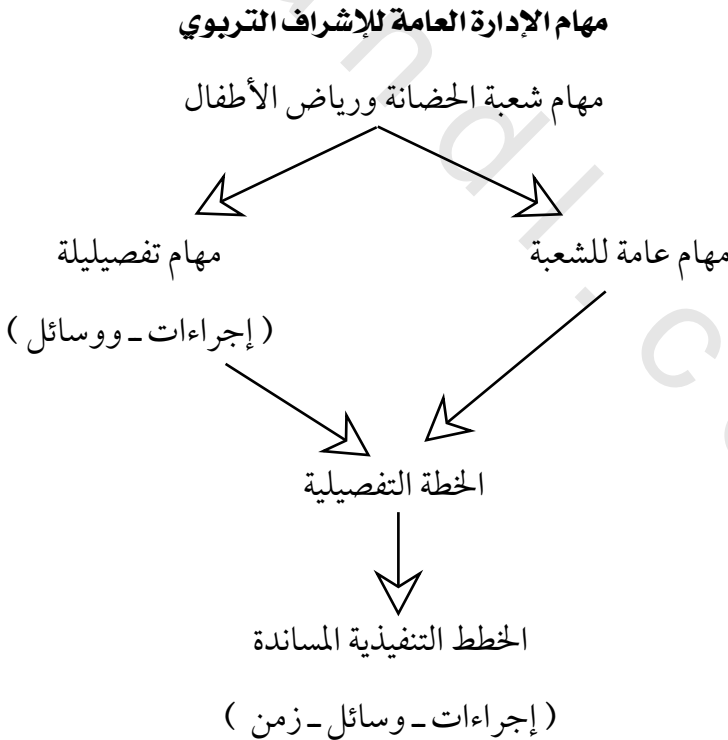 مهام الإدارة العامة للإشراف التربوي
مهام شعبة الحضانة ورياض الأطفال
مهام عامة للشعبة
مهام تفصيليلة
( إجراءات ـ ووسائل )
الخطة التفصيلية
الخطط التنفيذية المساندة
( إجراءات ـ وسائل ـ زمن )